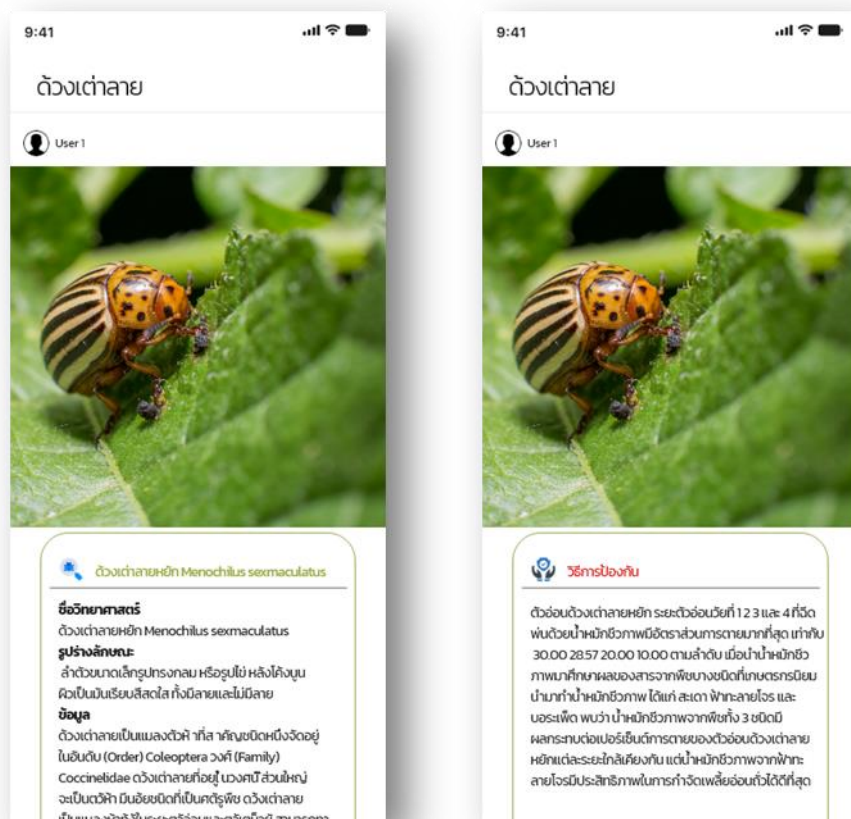 9:41
ด้วงเต่าลาย
User 1
ด้วงเต่าลายหยัก Menochilus sexmaculatus
ชื่อวิทยาศาสตร์
ด้วงเต่าลายหยัก Menochilus sexmaculatus
รูปร่างลักษณะ
ลำตัวขนาดเล็กรูปทรงกลม หรือรูปไข่ หลังโค้งนูน
ผิวเป็นมันเรียบสีสดใส ทั้งมีลายและไม่มีลาย
ข้อมูล
ด้วงเต่าลายเป็นแมลงตัวห้ ำที่ส าคัญชนิดหนึ่งจัดอยู่
ในอันดับ (Order) Coleoptera วงศ์ (Family)
Coccinelidae ดวงเต่าลายที่อยู่ นวงศนี้ ส่วนใหญ่
จะเป็นตวห้ำ มีนอัยชนิดที่เป็นศตรูพืช ดวงเต่าลาย
9:41
ด้วงเต่าลาย
User 1
วิธีการป้องกัน
ตัวอ่อนด้วงเต่าลายหยัก ระยะตัวอ่อนวัยที่ 1 2 3 และ 4 ที่ฉีด
พ่นด้วยน้ำหมักชีวภาพมีอัตราส่วนการตายมากที่สุด เท่ากับ
30.00 28.57 20.00 10.00 ตามลำดับ เมื่อนำน้ำหมักชีว
ภาพมาศึกษาผลของสารจากพืชบางชนิดที่เกษตรกรนิยม
นำมาทำน้ำหมักชีวภาพ ได้แก่ สะเดา ฟ้าทะลายโจร และ
บอระเพ็ด พบว่า น้ำหมักชีวภาพจากพืชทั้ง 3 ชนิดมี
ผลกระทบต่อเปอร์เซ็นต์การตายของตัวอ่อนด้วงเต่าลาย
หยักแต่ละระยะใกล้เคียงกัน แต่น้ำหมักชีวภาพจากฟ้าทะ
ลายโจรมีประสิทธิภาพในการกำจัดเพลี้ยอ่อนถั่วได้ดีที่สุด